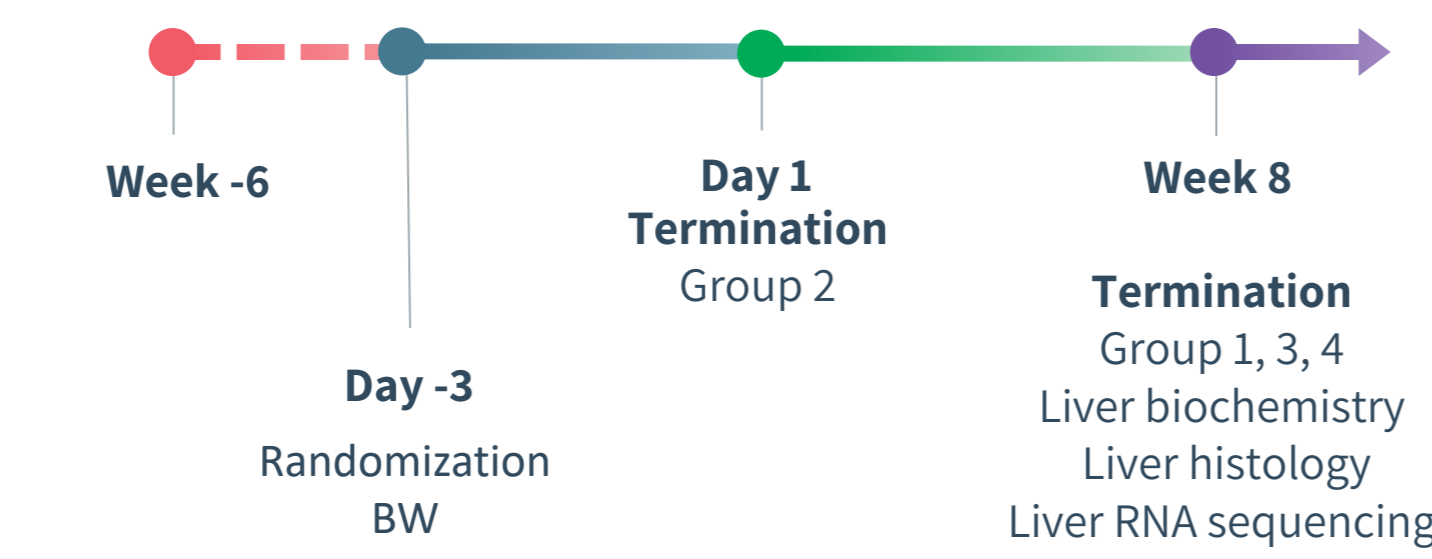 Week -6
Day -3
Randomization
BW
Day 1
Termination
Group 2
Week 8
Termination
Group 1, 3, 4
Liver biochemistry
Liver histology
Liver RNA sequencing